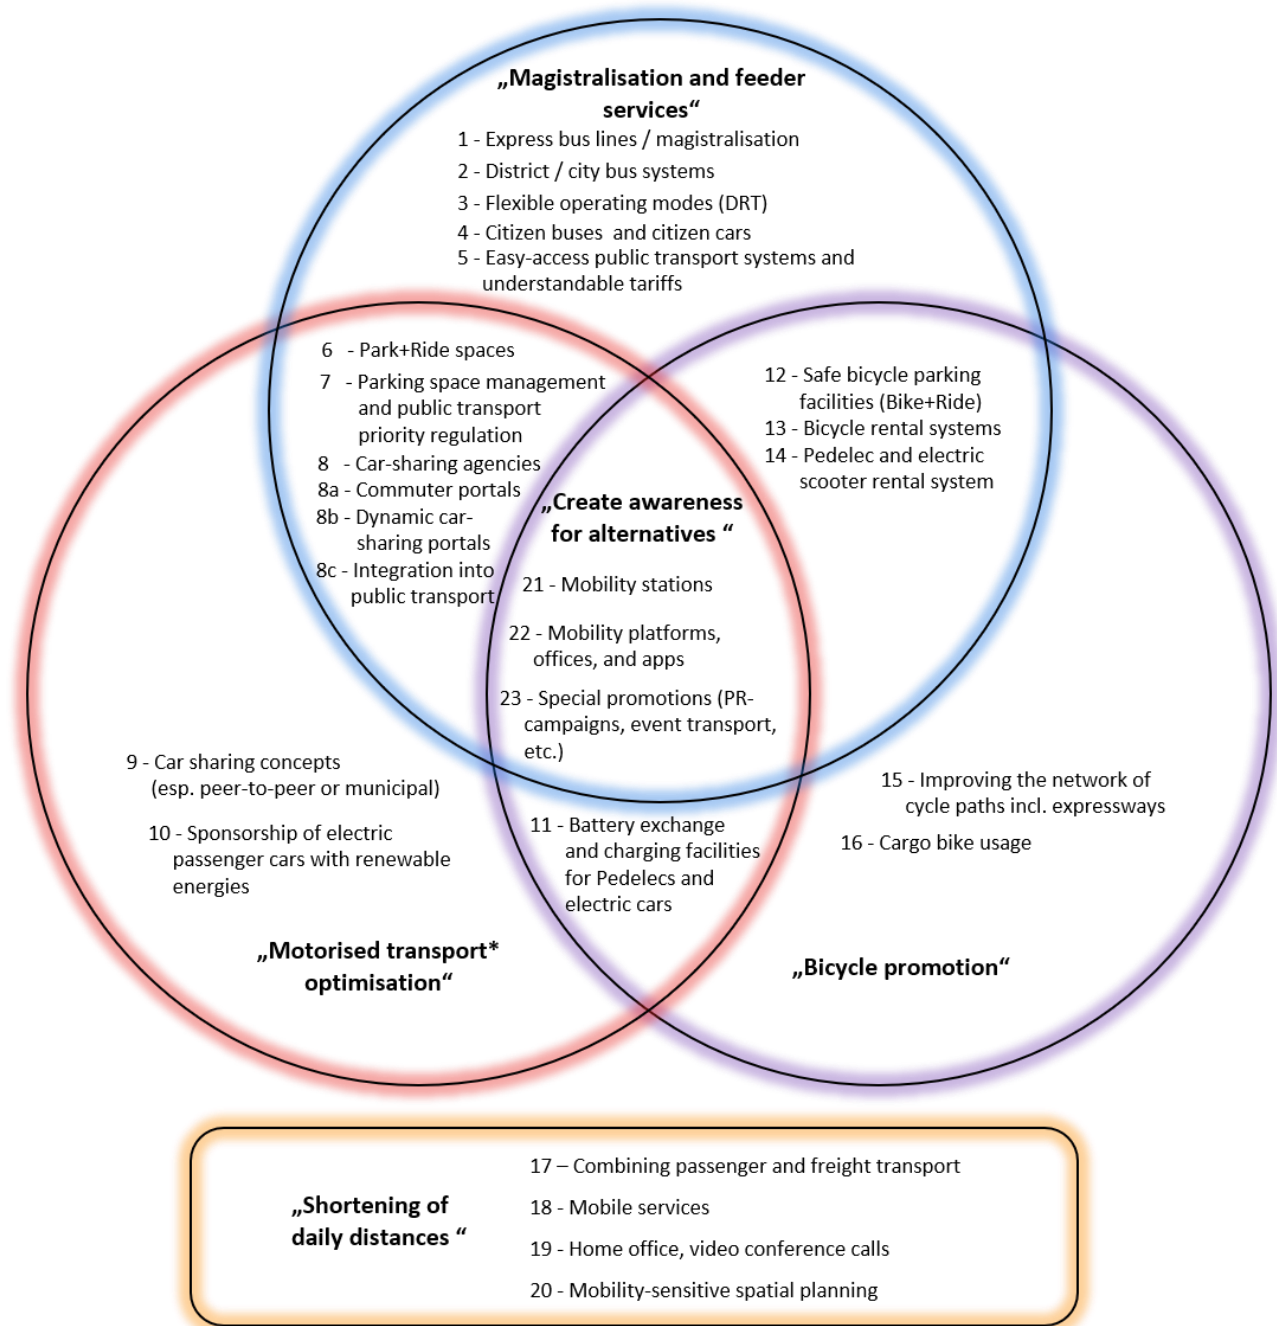 „Magistralisation and feeder
services“
1 - Express bus lines / magistralisation
2 - District / city bus systems
3 - Flexible operating modes (DRT)
4 - Citizen buses  and citizen cars
5 - Easy-access public transport systems and
understandable tariffs
6 - Park+Ride spaces
7 - Parking space management
and public transport
priority regulation
8 - Car-sharing agencies
8a - Commuter portals
8b - Dynamic car-
sharing portals
8c - Integration into
public transport
12 - Safe bicycle parking
facilities (Bike+Ride)
13 - Bicycle rental systems
14 - Pedelec and electric
scooter rental system
„Create awareness
for alternatives “
21 - Mobility stations
22 - Mobility platforms,
offices, and apps
23 - Special promotions (PR-
campaigns, event transport,
etc.)
9 - Car sharing concepts
(esp. peer-to-peer or municipal)
10 - Sponsorship of electric
passenger cars with renewable
energies
11 - Battery exchange
and charging facilities
for Pedelecs and
electric cars
15 - Improving the network of
cycle paths incl. expressways
16 - Cargo bike usage
„Motorised transport*
optimisation“
„Bicycle promotion“
„Shortening of
daily distances “
17 – Combining passenger and freight transport
18 - Mobile services
19 - Home office, video conference calls
20 - Mobility-sensitive spatial planning